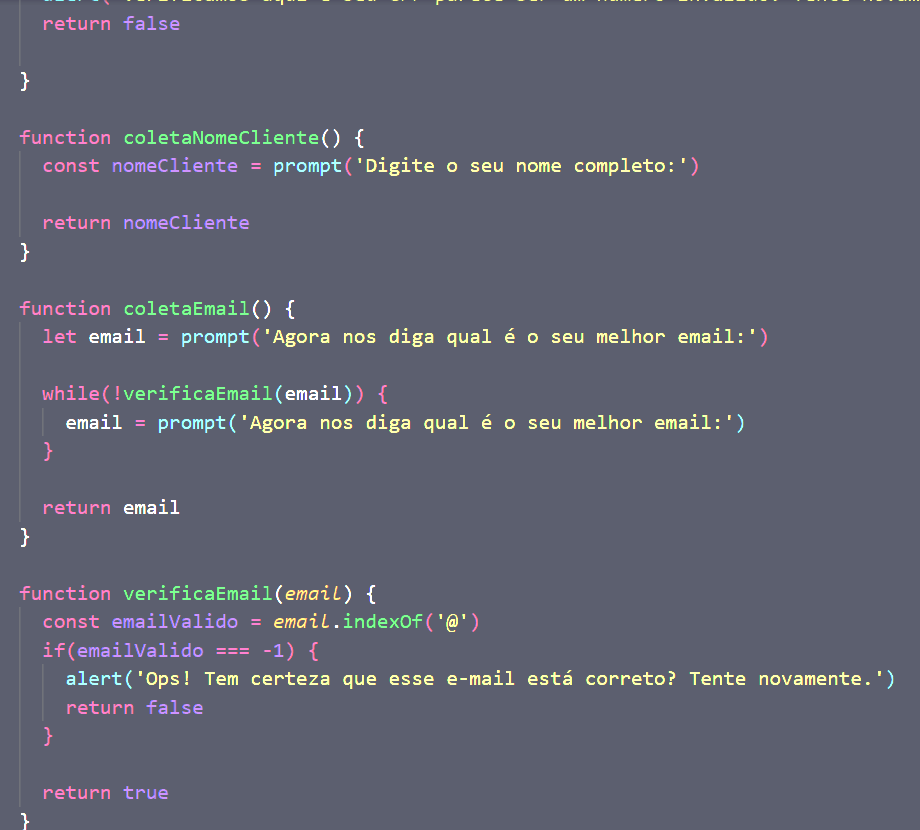 return false
}
function coletaNomeCliente() {
const nomeCliente = prompt('Digite o seu nome completo:')
return nomeCliente
}
function coletaEmail() {
let email = prompt('Agora nos diga qual é o seu melhor email:')
while(!verificaEmail(email)) {
email = prompt('Agora nos diga qual é o seu melhor email:')
}
return email
}
function verificaEmail(email) {
const emailValido = email.indexOf('@')
if(emailValido === -1) {
alert('Ops! Tem certeza que esse e-mail está correto? Tente novamente.')
return false
}
return true
}